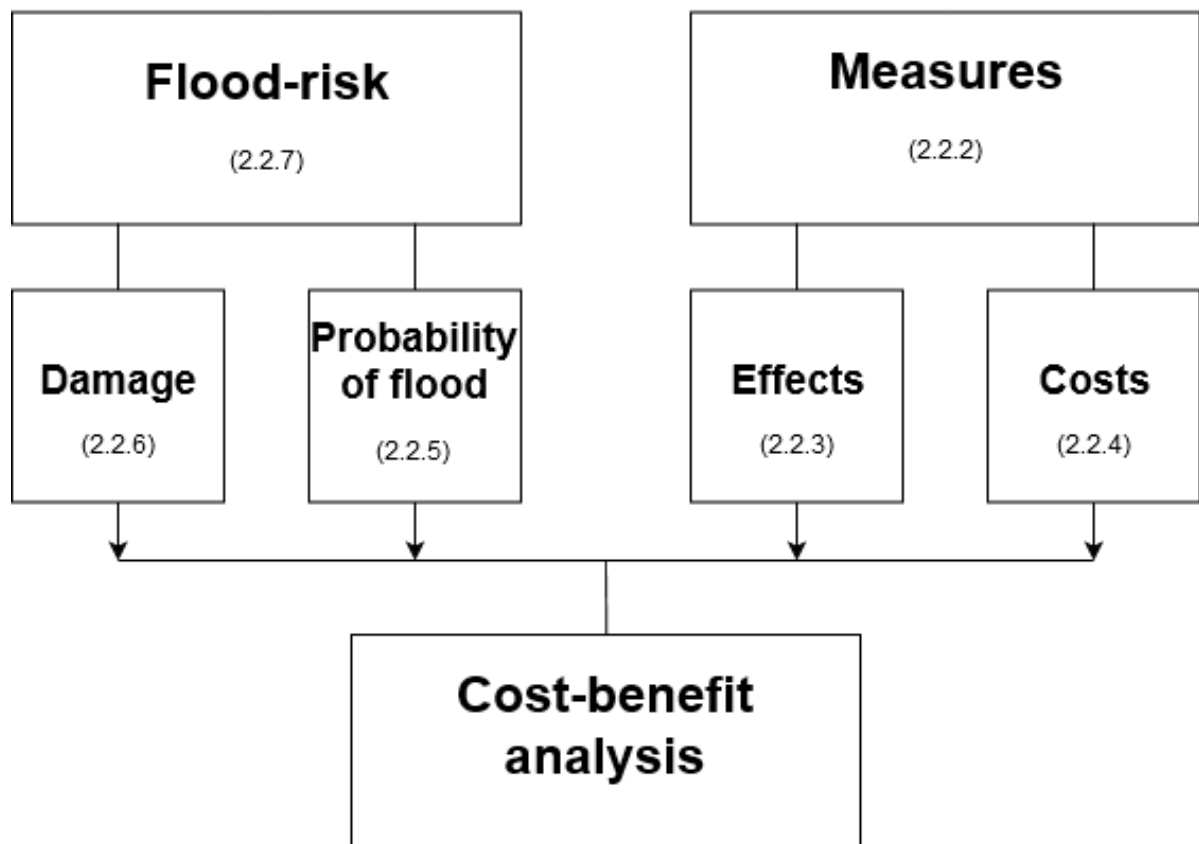 Flood-risk
(2.2.7)
Measures
(2.2.2)
Damage
(2.2.6)
Probability
of flood
(2.2.5)
Effects
(2.2.3)
Costs
(2.2.4)
Cost-benefit
analysis